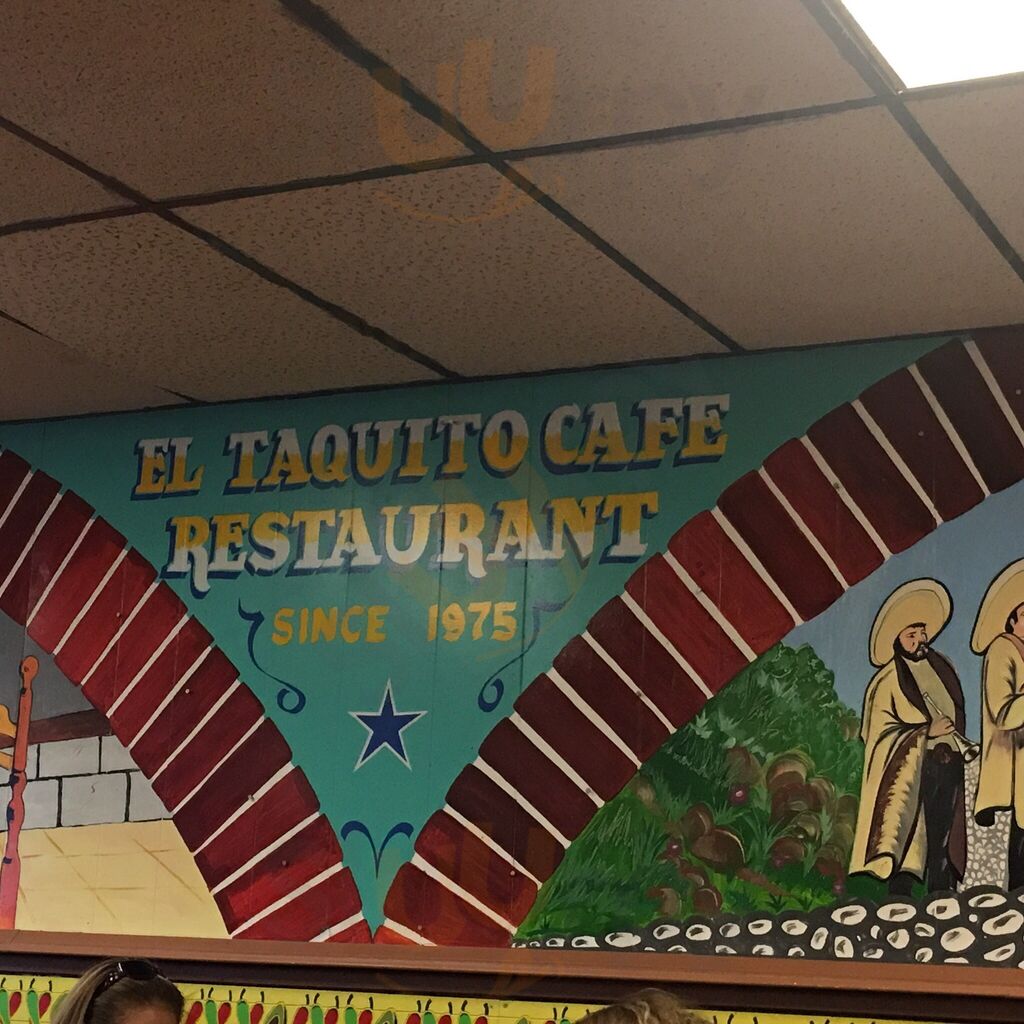 EL TAQUITO CAFE
RESTAURANT
SINCE 1975